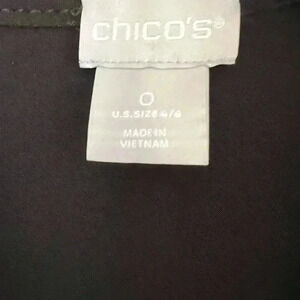 chico's®
0
U.S. SIZE 4/6
MADE IN
VIETNAM